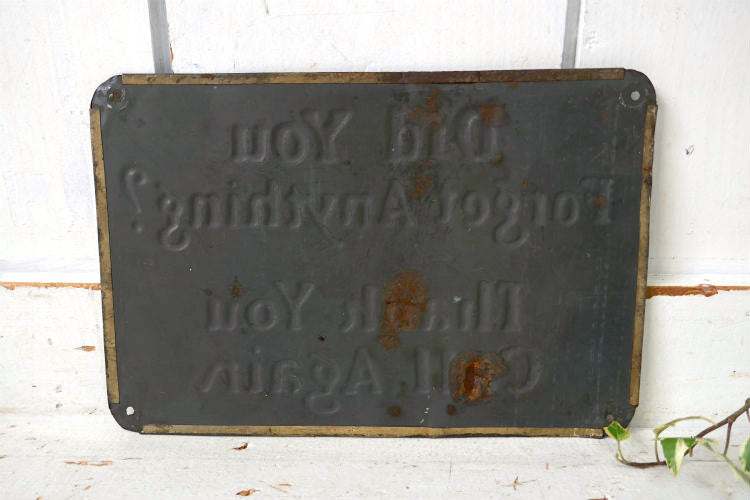 Did You
Forget Anything?
Thank You
Call Again